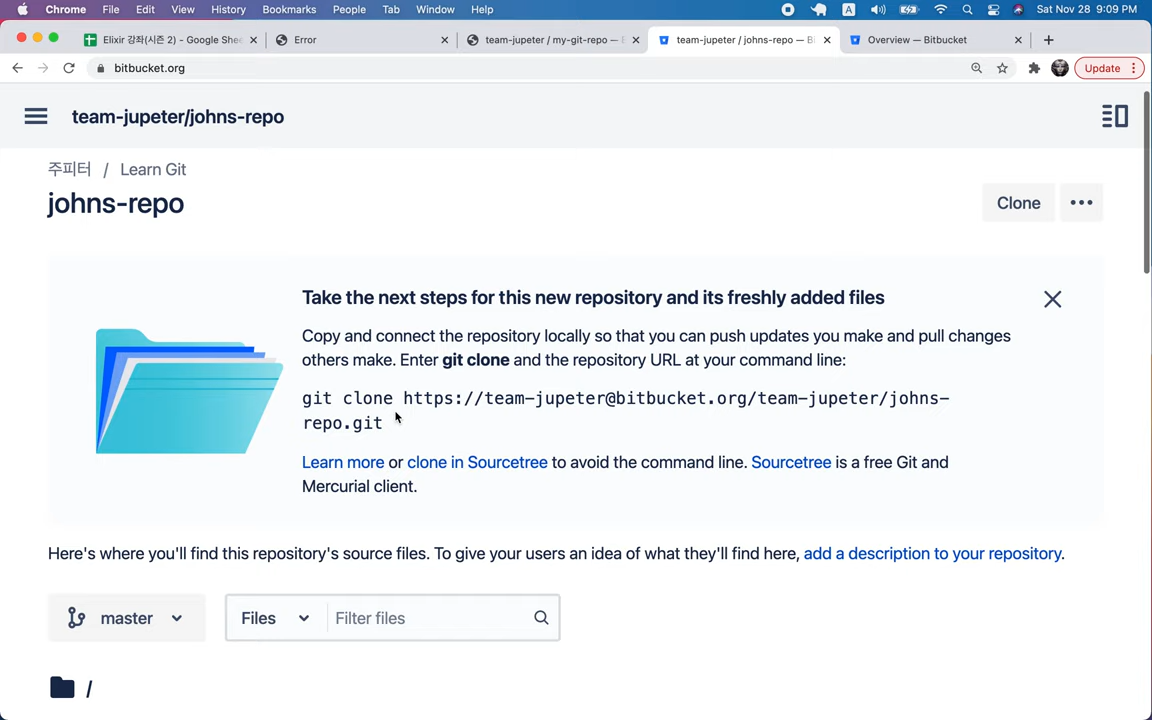 Chrome File Edit View History Bookmarks People Tab Window Help A Sat Nov 28 9:09 PM
Elixir 강좌(시즌 2) - Google Shee Error team-jupeter / my-git-repo — B team-jupeter / johns-repo — Bi Overview — Bitbucket
bitbucket.org Update
team-jupeter/johns-repo
주피터 / Learn Git
johns-repo
Clone
Take the next steps for this new repository and its freshly added files
Copy and connect the repository locally so that you can push updates you make and pull changes
others make. Enter git clone and the repository URL at your command line:
git clone https://team-jupeter@bitbucket.org/team-jupeter/johns-
repo.git
Learn more or clone in Sourcetree to avoid the command line. Sourcetree is a free Git and
Mercurial client.
Here's where you'll find this repository's source files. To give your users an idea of what they'll find here, add a description to your repository.
master Files Filter files
/